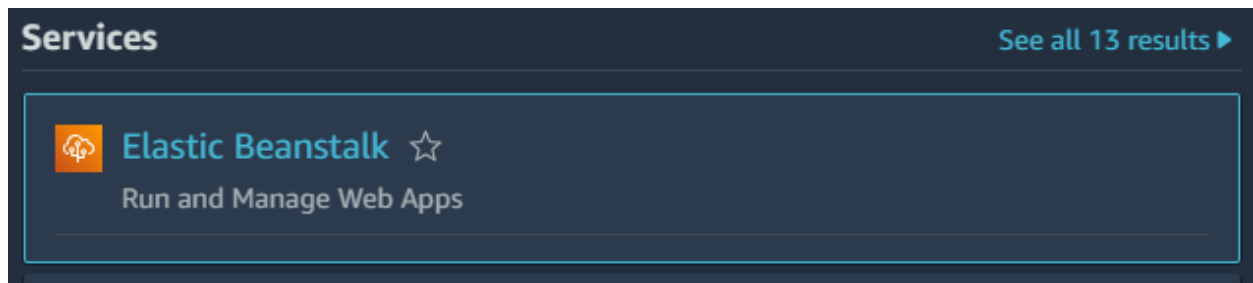 Services
See all 13 results
Elastic Beanstalk
Run and Manage Web Apps